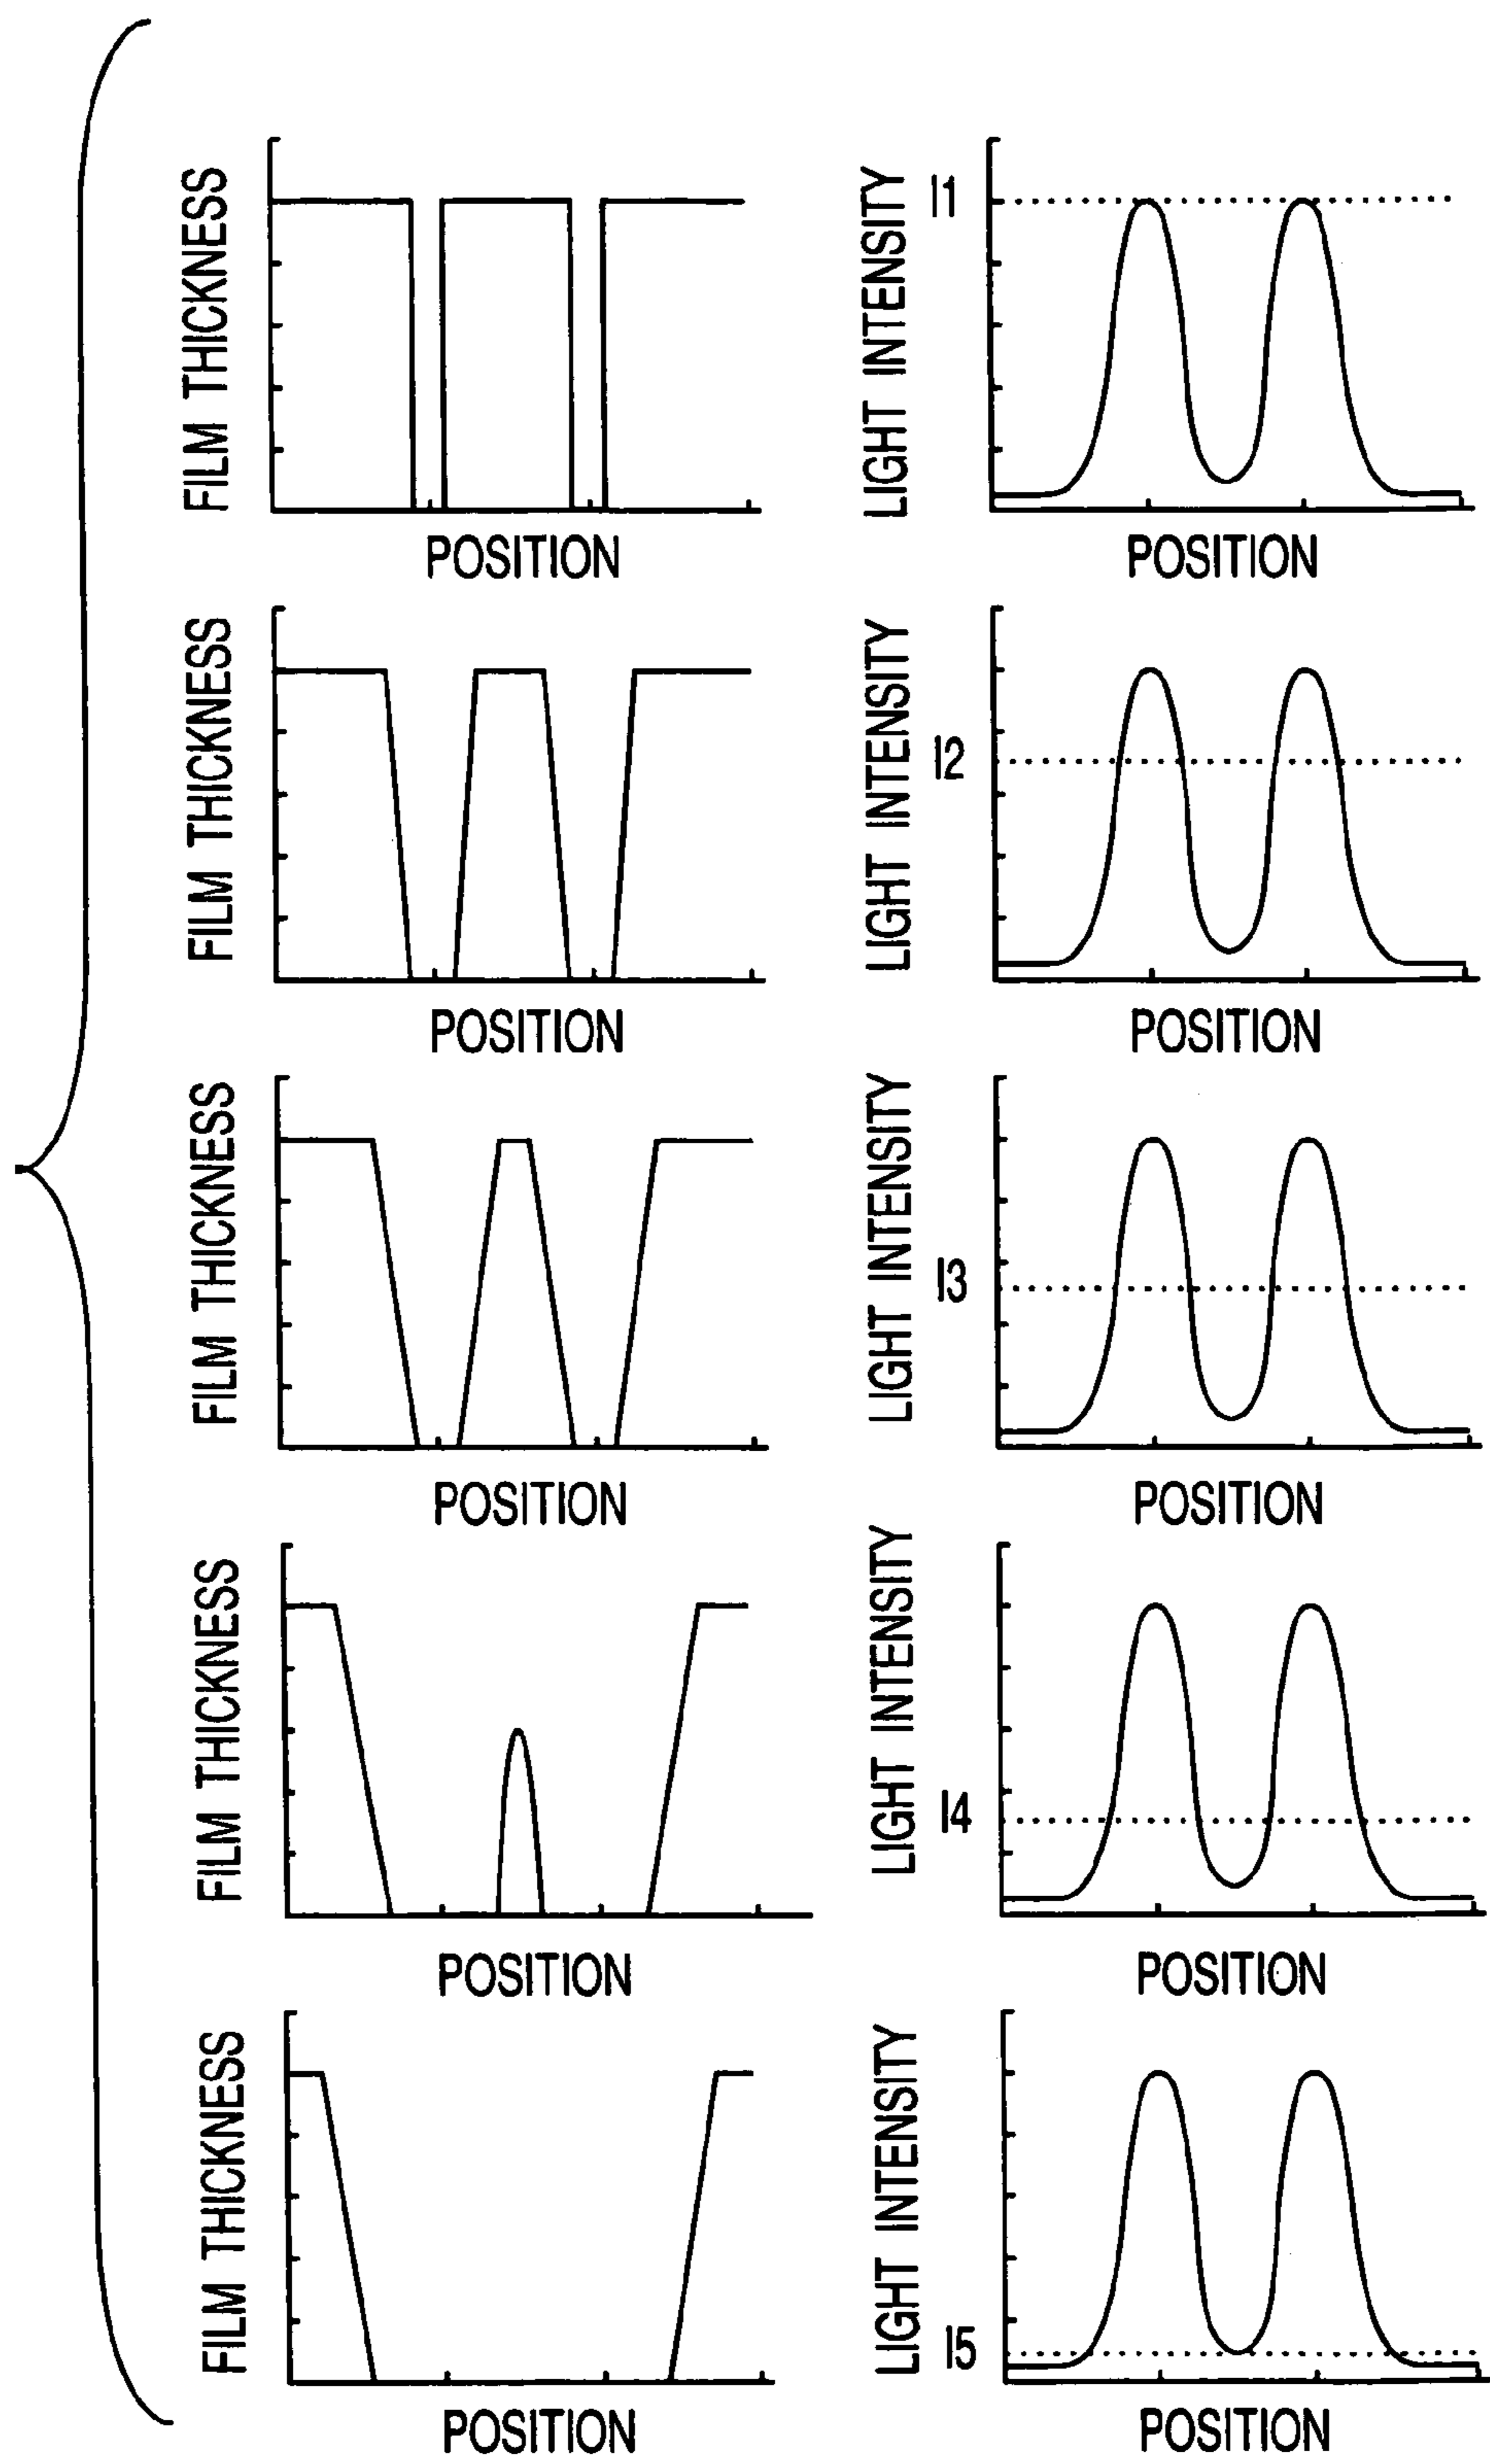 FILM THICKNESS
POSITION
LIGHT INTENSITY
I1
POSITION
FILM THICKNESS
POSITION
LIGHT INTENSITY
I2
POSITION
FILM THICKNESS
POSITION
LIGHT INTENSITY
I3
POSITION
FILM THICKNESS
POSITION
LIGHT INTENSITY
I4
POSITION
FILM THICKNESS
POSITION
LIGHT INTENSITY
I5
POSITION